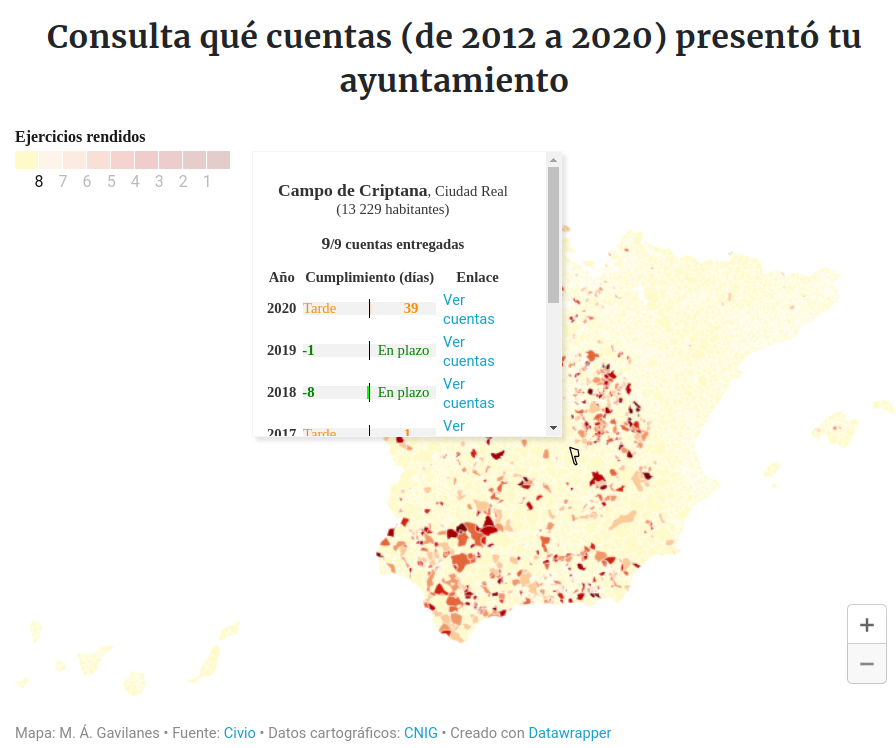 Consulta qué cuentas (de 2012 a 2020) presentó tu
ayuntamiento
Ejercicios rendidos
8 7 6 5 4 3 2 1
Campo de Criptana, Ciudad Real
(13 229 habitantes)
9/9 cuentas entregadas
Año Cumplimiento (días) Enlace
2020 Tarde 39 Ver
cuentas
2019 -1 En plazo Ver
cuentas
2018 -8 En plazo Ver
cuentas
2017 Tarde 1 Ver
+
−
Mapa: M. Á. Gavilanes • Fuente: Civio • Datos cartográficos: CNIG • Creado con Datawrapper